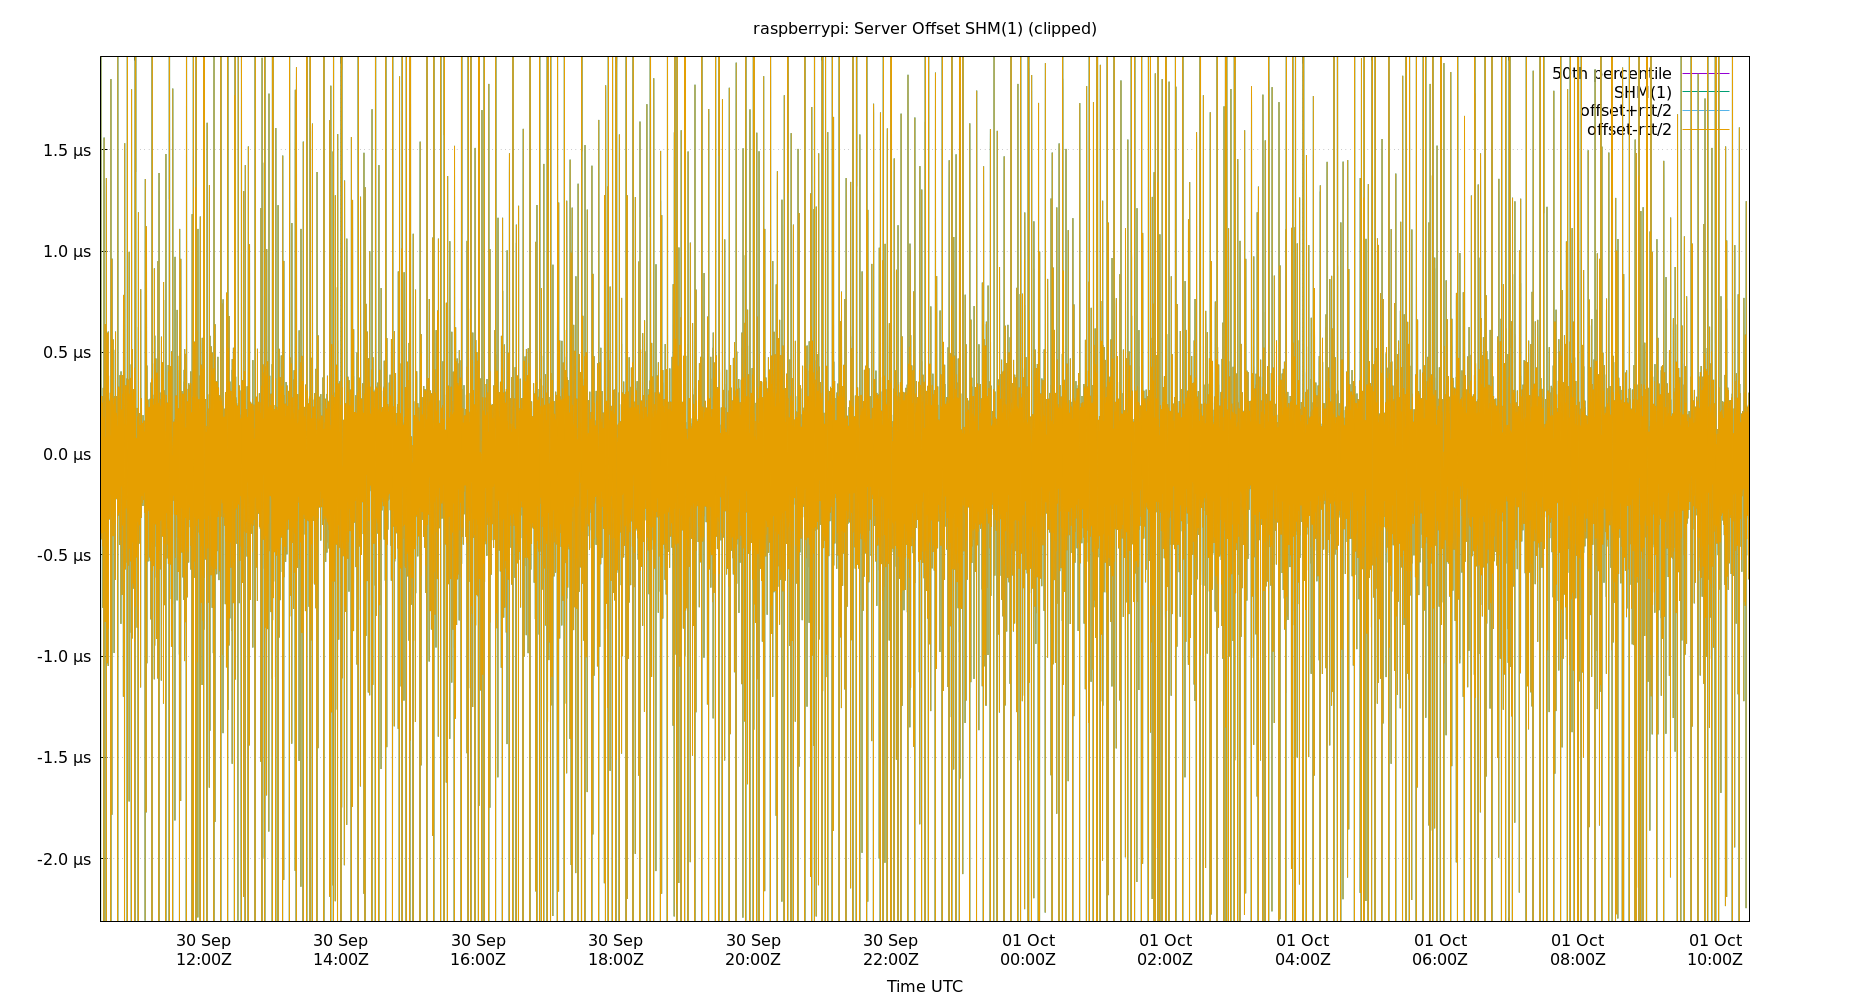 raspberrypi: Server Offset SHM(1) (clipped)
50th percentile
SHM(1)
offset+rtt/2
offset-rtt/2
1.5 µs
1.0 µs
0.5 µs
0.0 µs
-0.5 µs
-1.0 µs
-1.5 µs
-2.0 µs
30 Sep 30 Sep 30 Sep 30 Sep 30 Sep 30 Sep 01 Oct 01 Oct 01 Oct 01 Oct 01 Oct 01 Oct
12:00Z 14:00Z 16:00Z 18:00Z 20:00Z 22:00Z 00:00Z 02:00Z 04:00Z 06:00Z 08:00Z 10:00Z
Time UTC